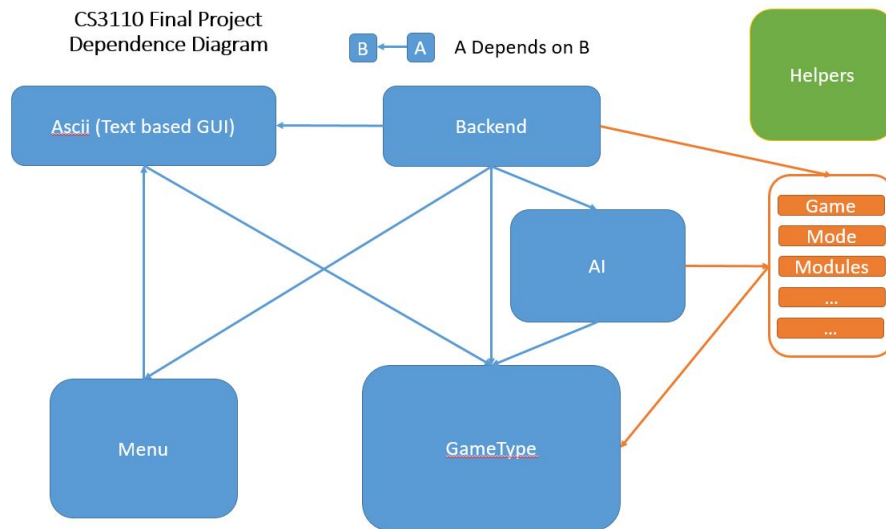 CS3110 Final Project
Dependence Diagram
B
A
A Depends on B
Helpers
Ascii (Text based GUI)
Backend
Game
Mode
Modules
...
...
AI
Menu
GameType